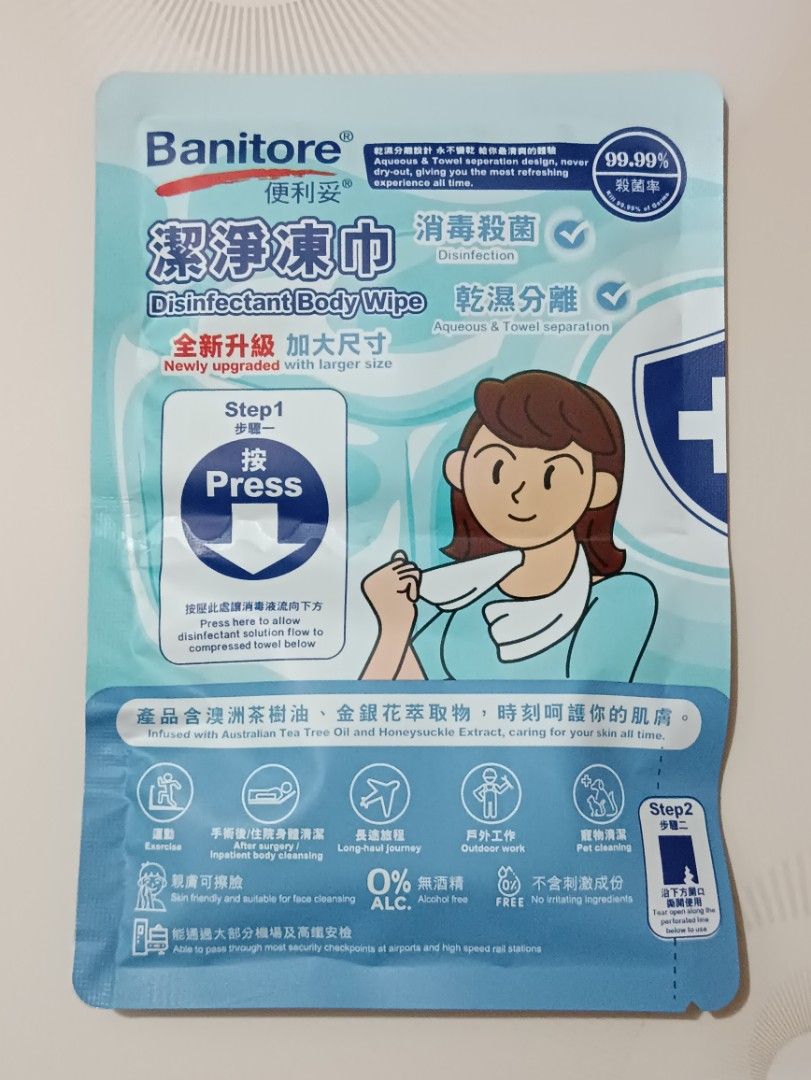 Banitore®
便利妥®
乾濕分離設計 永不變乾 給你最清爽的體驗
Aqueous & Towel seperation design, never
dry-out, giving you the most refreshing
experience all time.
99.99%
殺菌率
Kill 99.99% of Germs
潔淨凍巾
Disinfectant Body Wipe
消毒殺菌
Disinfection
乾濕分離
Aqueous & Towel separation
全新升級 加大尺寸
Newly upgraded with larger size
Step1
步驟一
按
Press
按壓此處讓消毒液流向下方
Press here to allow
disinfectant solution flow to
compressed towel below
產品含澳洲茶樹油、金銀花萃取物，時刻呵護你的肌膚。
Infused with Australian Tea Tree Oil and Honeysuckle Extract, caring for your skin all time.
運動
Exercise
手術後/住院身體清潔
After surgery /
Inpatient body cleansing
長途旅程
Long-haul journey
戶外工作
Outdoor work
寵物清潔
Pet cleaning
Step2
步驟二
沿下方開口
撕開使用
Tear open along the
perforated line
below to use
親膚可擦臉
Skin friendly and suitable for face cleansing
0%
ALC.
無酒精
Alcohol free
0%
FREE
不含刺激成份
No irritating ingredients
能通過大部分機場及高鐵安檢
Able to pass through most security checkpoints at airports and high speed rail stations